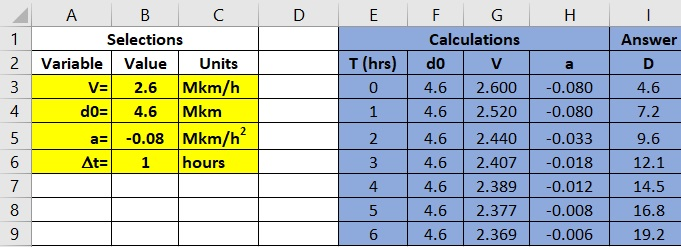 A B C D E F G H I
1 Selections Calculations Answer
2 Variable Value Units T (hrs) d0 V a D
3 V= 2.6 Mkm/h 0 4.6 2.600 -0.080 4.6
4 d0= 4.6 Mkm 1 4.6 2.520 -0.080 7.2
5 a= -0.08 Mkm/h² 2 4.6 2.440 -0.033 9.6
6 Δt= 1 hours 3 4.6 2.407 -0.018 12.1
7 4 4.6 2.389 -0.012 14.5
8 5 4.6 2.377 -0.008 16.8
9 6 4.6 2.369 -0.006 19.2